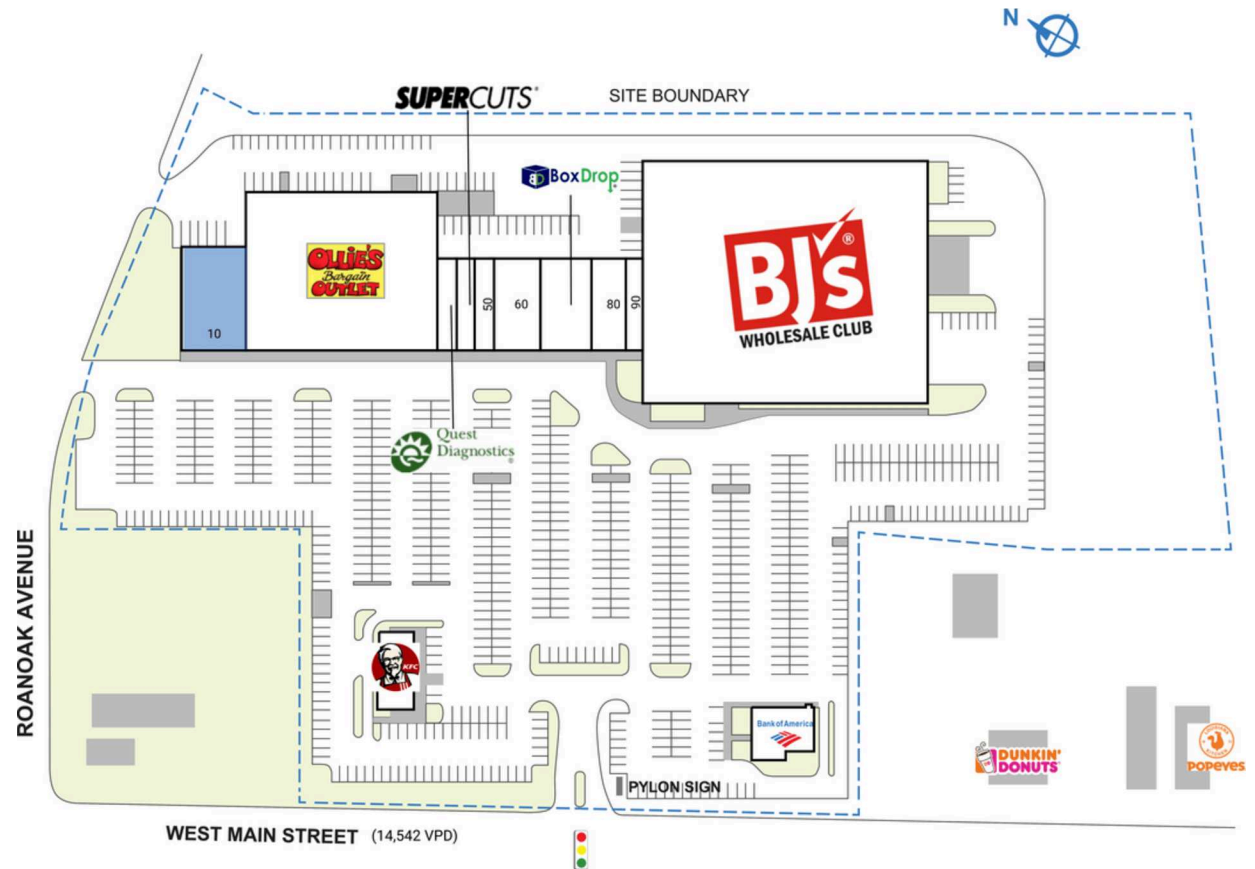 N
SUPERCUTS®
SITE BOUNDARY
BoxDrop
OLLIE'S
Bargain
OUTLET
BJ's®
WHOLESALE CLUB
10
50
60
80
90
Quest
Diagnostics®
ROANOAK AVENUE
KFC
Bank of America
DUNKIN'
DONUTS
POPEYES
PYLON SIGN
WEST MAIN STREET (14,542 VPD)